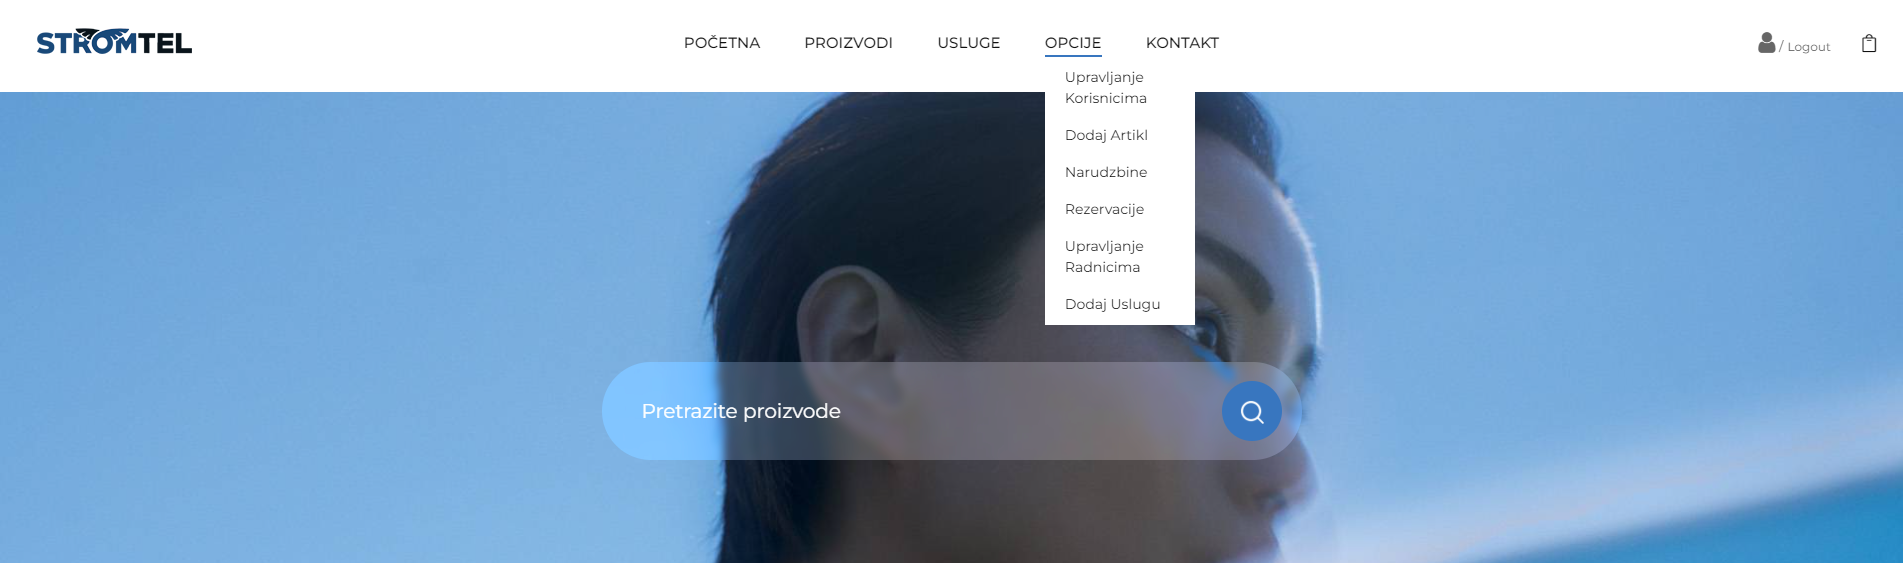 STROMTEL
POČETNA
PROIZVODI
USLUGE
OPCIJE
KONTAKT
/ Logout
Upravljanje
Korisnicima
Dodaj Artikl
Narudzbine
Rezervacije
Upravljanje
Radnicima
Dodaj Uslugu
Pretrazite proizvode